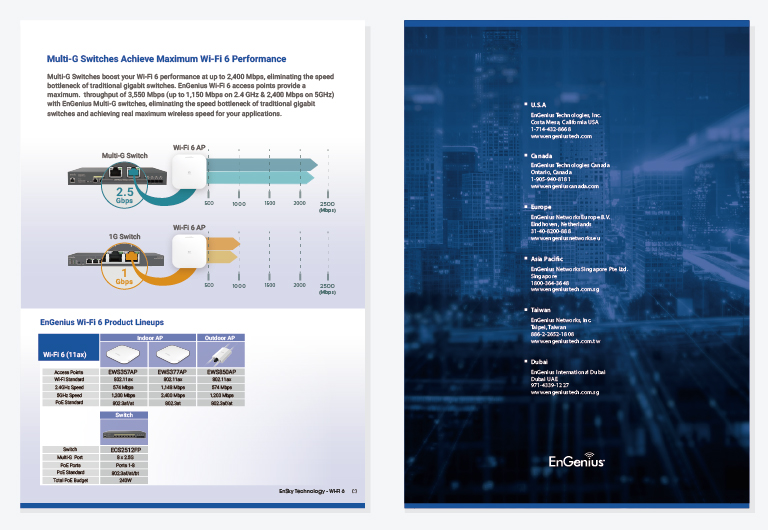 Multi-G Switches Achieve Maximum Wi-Fi 6 Performance
Multi-G Switches boost your Wi-Fi 6 performance at up to 2,400 Mbps, eliminating the speed
bottleneck of traditional gigabit switches. EnGenius Wi-Fi 6 access points provide a
maximum. throughput of 3,550 Mbps (up to 1,150 Mbps on 2.4 GHz & 2,400 Mbps on 5GHz)
with EnGenius Multi-G switches, eliminating the speed bottleneck of traditional gigabit
switches and achieving real maximum wireless speed for your applications.
Wi-Fi 6 AP
Multi-G Switch
2.5
Gbps
500 1000 1500 2000 2500
(Mbps)
Wi-Fi 6 AP
1G Switch
1
Gbps
500 1000 1500 2000 2500
(Mbps)
EnGenius Wi-Fi 6 Product Lineups
Indoor AP Outdoor AP
Wi-Fi 6 (11ax)
Access Points EWS357AP EWS377AP EWS850AP
Wi-Fi Standard 802.11ax 802.11ax 802.11ax
2.4GHz Speed 574 Mbps 1,148 Mbps 574 Mbps
5GHz Speed 1,200 Mbps 2,400 Mbps 1,200 Mbps
PoE Standard 802.3af/at 802.3at 802.3af/at
Switch
Switch ECS2512FP
Multi-G Port 8 x 2.5G
PoE Ports Ports 1-8
PoE Standard 802.3af/at/bt
Total PoE Budget 240W
EnSky Technology - Wi-Fi 6 03
U.S.A
EnGenius Technologies, Inc.
Costa Mesa, California USA
1-714-432-8668
www.engeniustech.com
Canada
EnGenius Technologies Canada
Ontario, Canada
1-905-940-8181
www.engeniuscanada.com
Europe
EnGenius Networks Europe B.V.
Eindhoven, Netherlands
31-40-8200-888
www.engeniusnetworks.eu
Asia Pacific
EnGenius Networks Singapore Pte Ltd.
Singapore
1800-364-3648
www.engeniustech.com.sg
Taiwan
EnGenius Networks, Inc.
Taipei, Taiwan
886-2-2652-1808
www.engeniustech.com.tw
Dubai
EnGenius International Dubai
Dubai UAE
971-4339-1227
www.engeniustech.com.sg
EnGenius